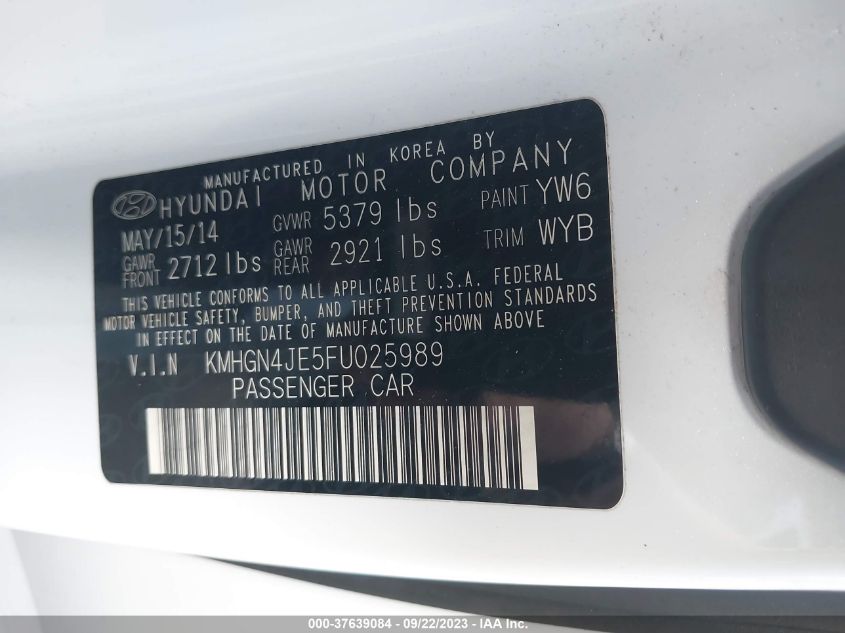 MANUFACTURED IN KOREA BY
HYUNDAI MOTOR COMPANY
MAY/15/14 GVWR 5379 lbs PAINT YW6
GAWR FRONT 2712 lbs GAWR REAR 2921 lbs TRIM WYB
THIS VEHICLE CONFORMS TO ALL APPLICABLE U.S.A. FEDERAL
MOTOR VEHICLE SAFETY, BUMPER, AND THEFT PREVENTION STANDARDS
IN EFFECT ON THE DATE OF MANUFACTURE SHOWN ABOVE
V.I.N KMHGN4JE5FU025989
PASSENGER CAR
000-37639084 - 09/22/2023 - IAA Inc.